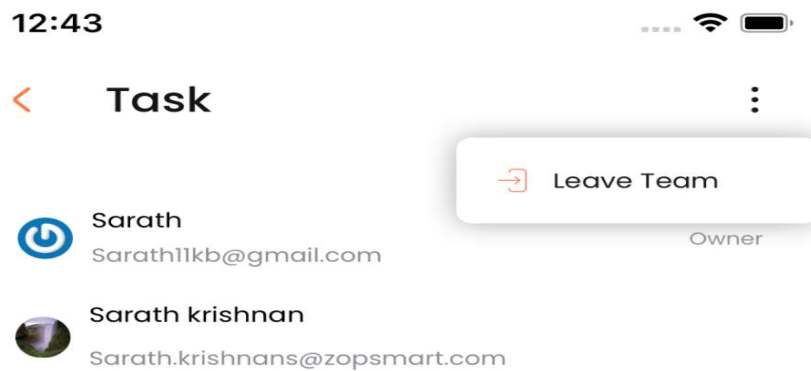 12:43
Task
Leave Team
Sarath
Sarath11kb@gmail.com
Owner
Sarath krishnan
Sarath.krishnans@zopsmart.com